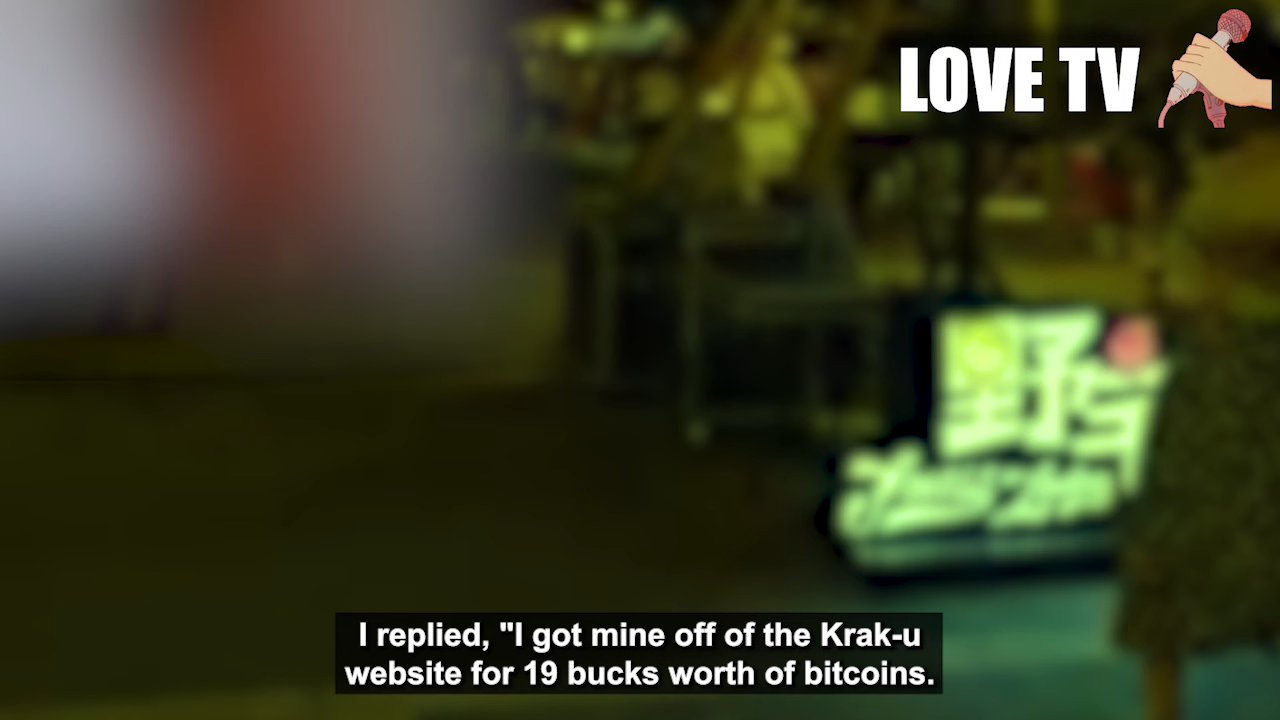 LOVE TV
I replied, "I got mine off of the Krak-u
website for 19 bucks worth of bitcoins.